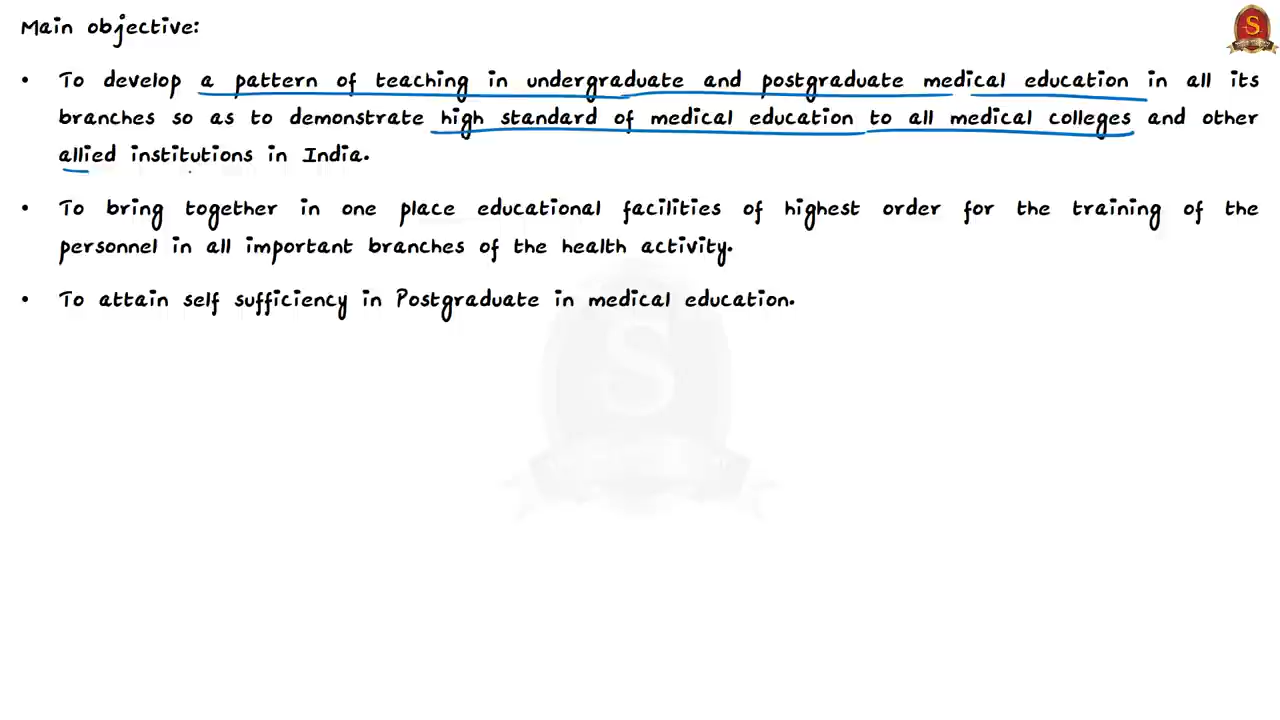 Main objective:
• To develop a pattern of teaching in undergraduate and postgraduate medical education in all its
branches so as to demonstrate high standard of medical education to all medical colleges and other
allied institutions in India.
• To bring together in one place educational facilities of highest order for the training of the
personnel in all important branches of the health activity.
• To attain self sufficiency in Postgraduate in medical education.
S
S